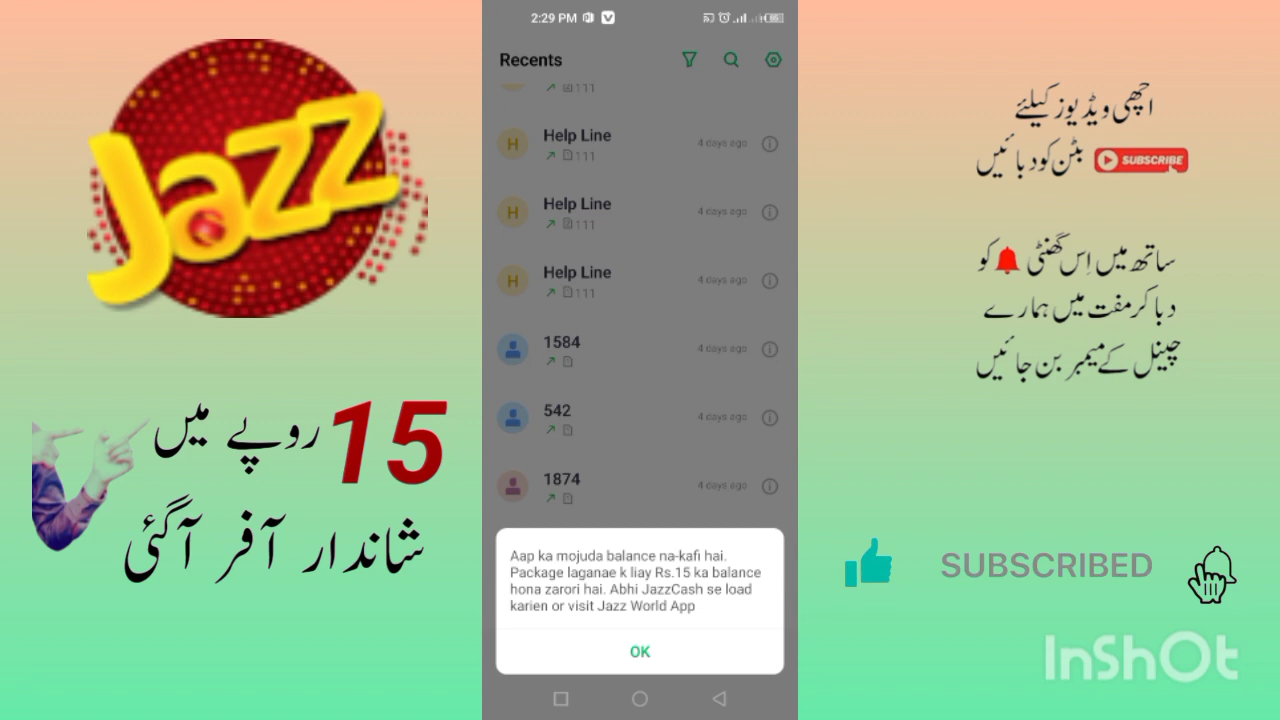 Jazz
15 روپے میں
شاندار آفر آگئی
2:29 PM
Recents
111
Help Line
4 days ago
111
Help Line
4 days ago
111
Help Line
4 days ago
111
1584
4 days ago
542
4 days ago
1874
4 days ago
Aap ka mojuda balance na-kafi hai.
Package laganae k liay Rs.15 ka balance
hona zarori hai. Abhi JazzCash se load
karien or visit Jazz World App
OK
اچھی ویڈیوز کیلئے
SUBSCRIBE بٹن کو دبائیں
ساتھ میں اِس گھنٹی کو
دبا کر مفت میں ہمارے
چینل کے میمبر بن جائیں
SUBSCRIBED
InShOt